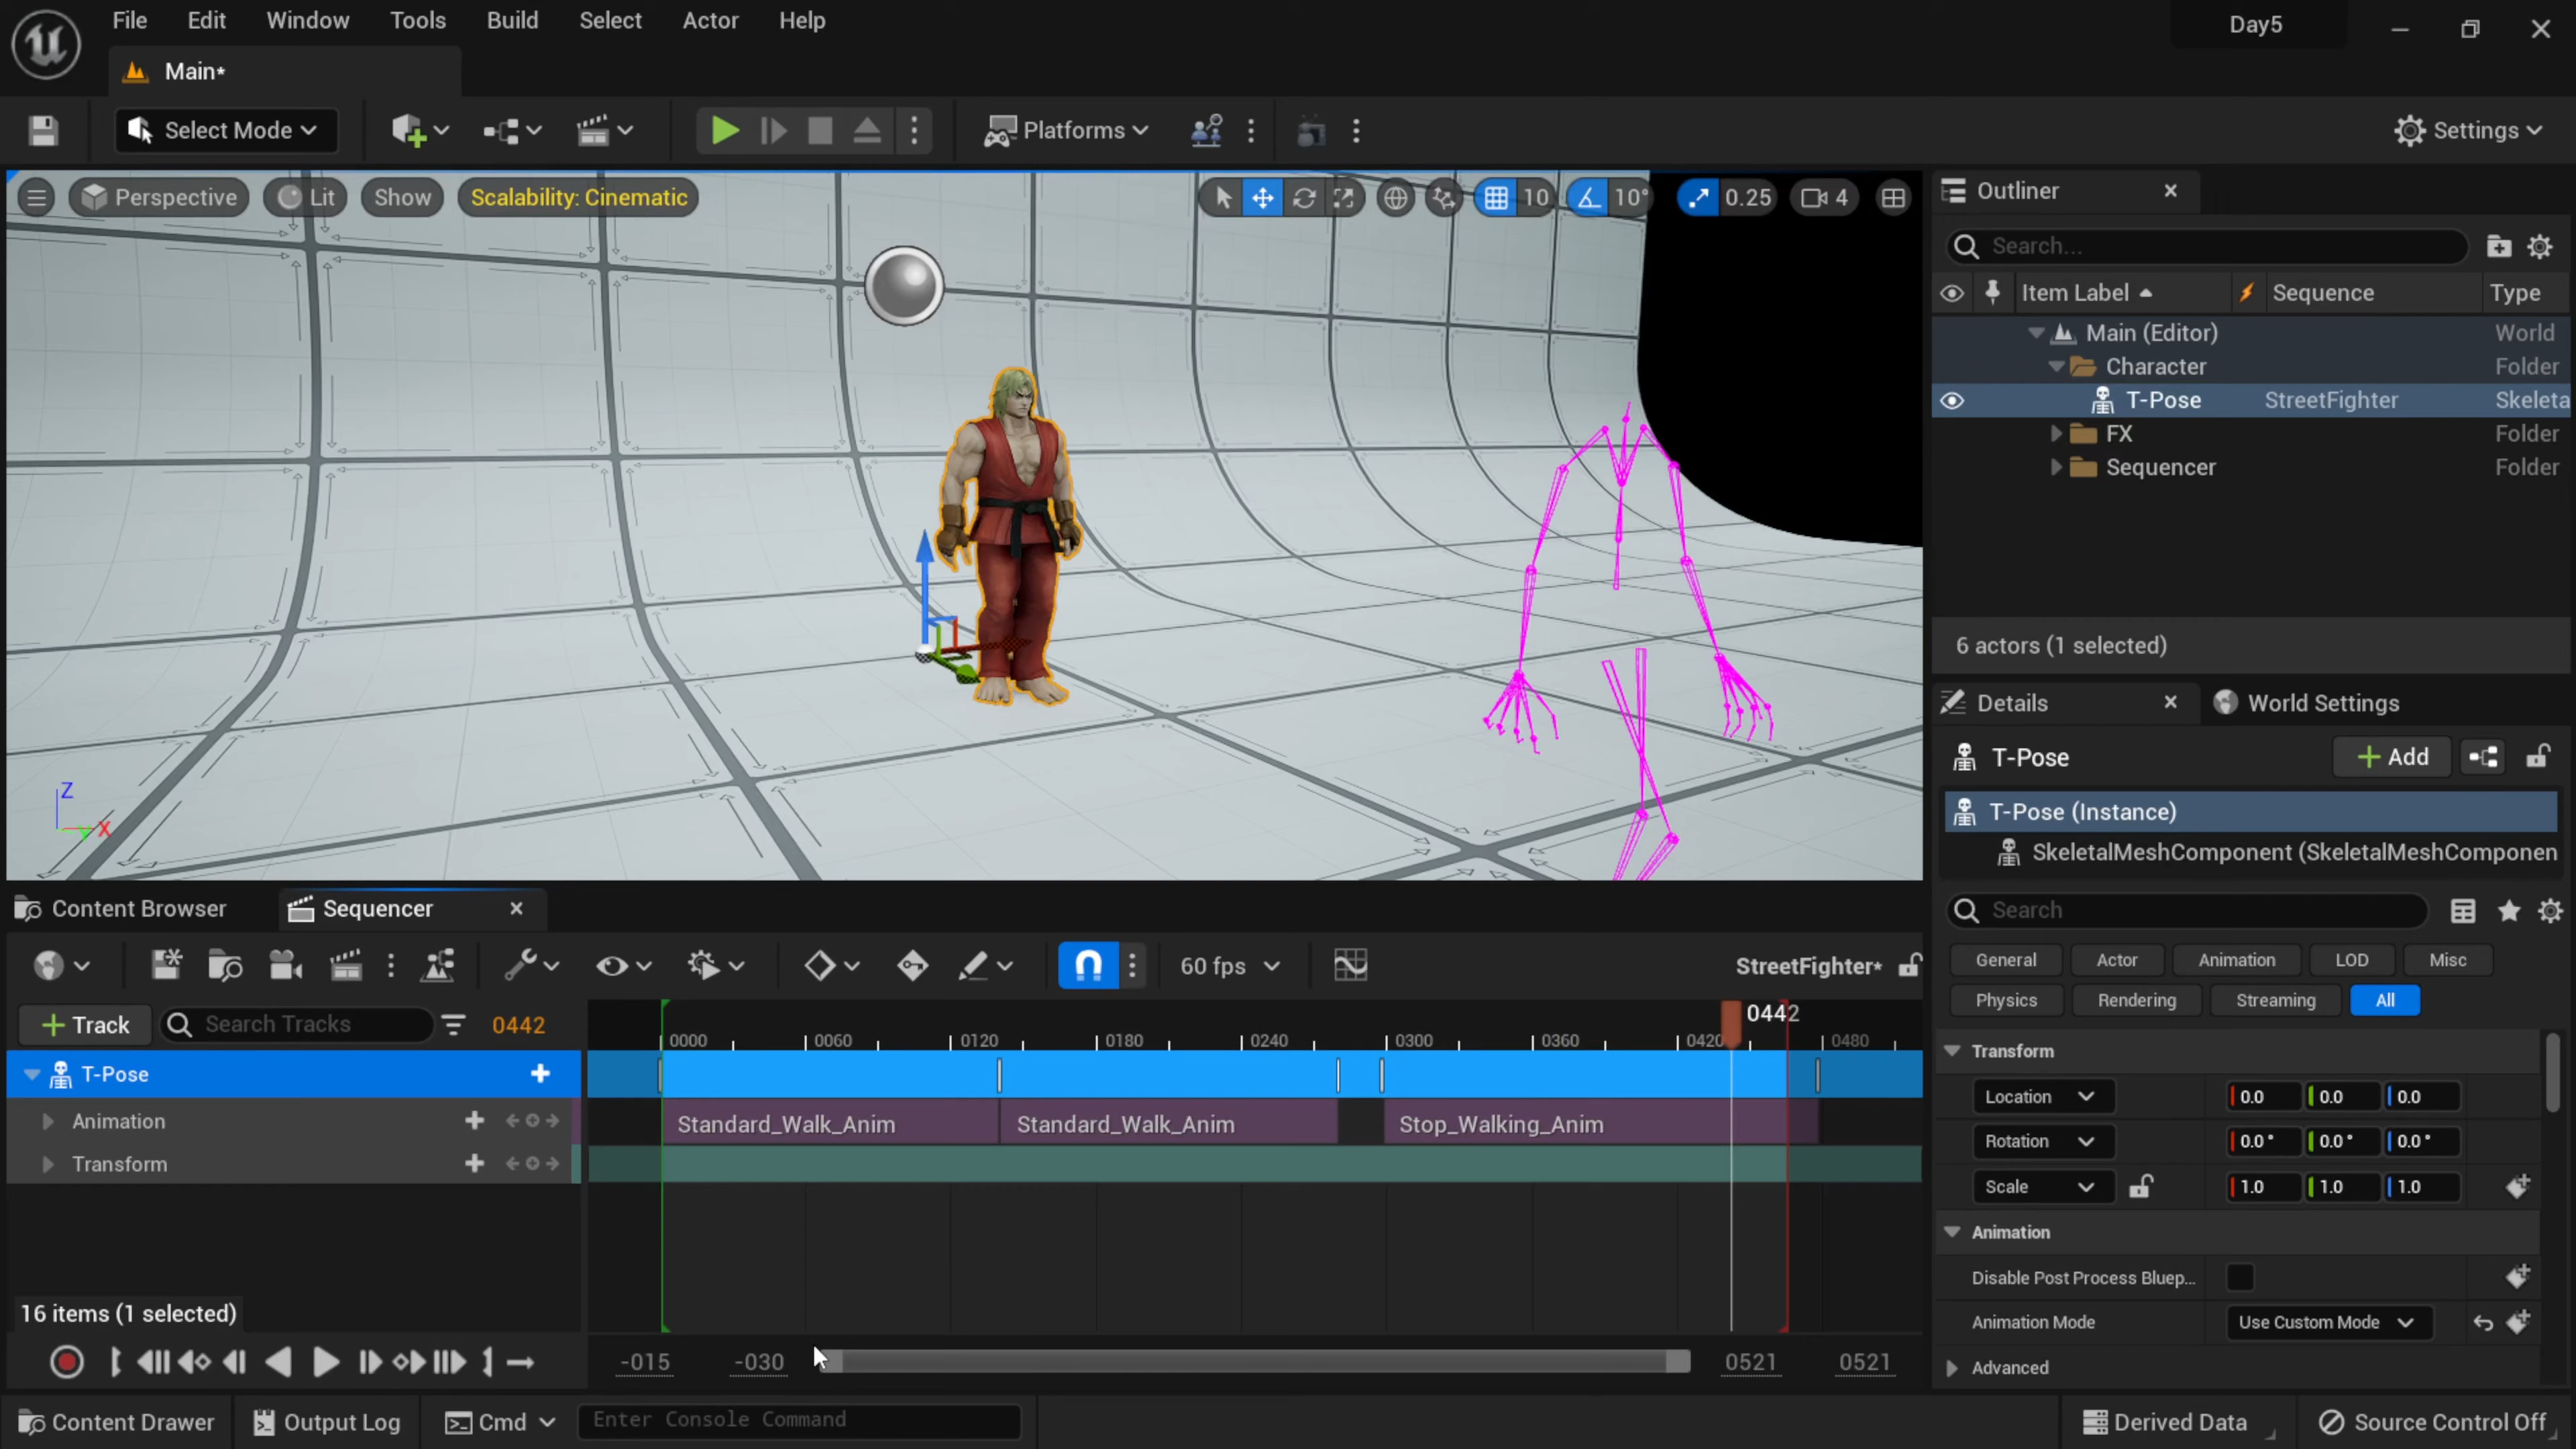 File Edit Window Tools Build Select Actor Help Day5
Main*
Select Mode Platforms Settings
Perspective Lit Show Scalability: Cinematic 10 10° 0.25 4
Outliner
Search...
Item Label Sequence Type
Main (Editor) World
Character Folder
T-Pose StreetFighter Skeleta
FX Folder
Sequencer Folder
6 actors (1 selected)
Z
Y X
Details World Settings
T-Pose Add
T-Pose (Instance)
SkeletalMeshComponent (SkeletalMeshComponen
Search
General Actor Animation LOD Misc
Physics Rendering Streaming All
Transform
Location 0.0 0.0 0.0
Rotation 0.0° 0.0° 0.0°
Scale 1.0 1.0 1.0
Animation
Disable Post Process Bluep...
Animation Mode Use Custom Mode
Advanced
Content Browser Sequencer
60 fps StreetFighter*
Track Search Tracks 0442 0442
0000 0060 0120 0180 0240 0300 0360 0420 0480
T-Pose
Animation Standard_Walk_Anim Standard_Walk_Anim Stop_Walking_Anim
Transform
16 items (1 selected)
-015 -030 0521 0521
Content Drawer Output Log Cmd Enter Console Command Derived Data Source Control Off